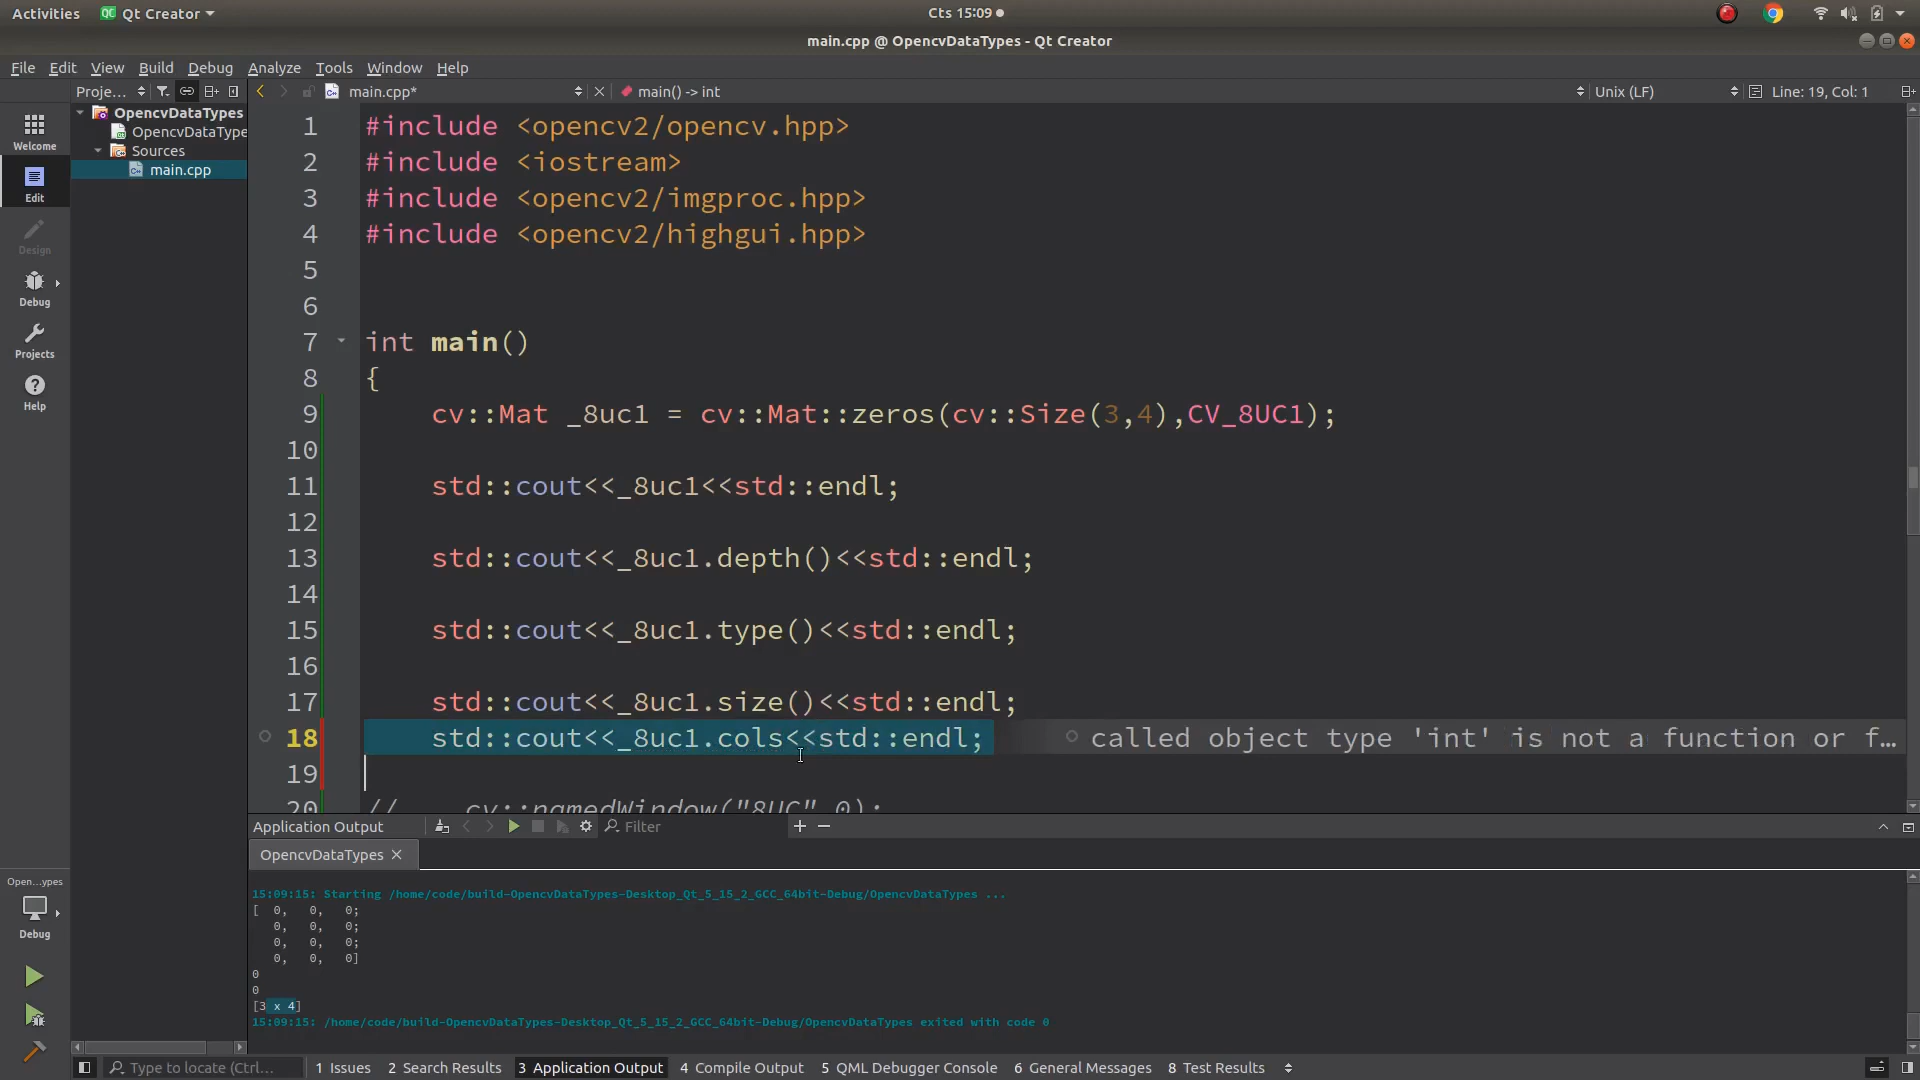 Activities
Qt Creator
Cts 15:09
main.cpp @ OpencvDataTypes - Qt Creator
File Edit View Build Debug Analyze Tools Window Help
Proje...
main.cpp*
main() -> int
Unix (LF)
Line: 19, Col: 1
Welcome
Edit
Design
Debug
Projects
Help
OpencvDataTypes
OpencvDataType
Sources
main.cpp
1 #include <opencv2/opencv.hpp>
2 #include <iostream>
3 #include <opencv2/imgproc.hpp>
4 #include <opencv2/highgui.hpp>
5
6
7 int main()
8 {
9 cv::Mat _8uc1 = cv::Mat::zeros(cv::Size(3,4),CV_8UC1);
10
11 std::cout<<_8uc1<<std::endl;
12
13 std::cout<<_8uc1.depth()<<std::endl;
14
15 std::cout<<_8uc1.type()<<std::endl;
16
17 std::cout<<_8uc1.size()<<std::endl;
18 std::cout<<_8uc1.cols<<std::endl; called object type 'int' is not a function or f...
19
20 // cv::namedWindow("8UC",0);
Application Output
Filter
OpencvDataTypes
15:09:15: Starting /home/code/build-OpencvDataTypes-Desktop_Qt_5_15_2_GCC_64bit-Debug/OpencvDataTypes ...
[ 0, 0, 0;
0, 0, 0;
0, 0, 0;
0, 0, 0]
0
0
[3 x 4]
15:09:15: /home/code/build-OpencvDataTypes-Desktop_Qt_5_15_2_GCC_64bit-Debug/OpencvDataTypes exited with code 0
Open...ypes
Debug
Type to locate (Ctrl...
1 Issues
2 Search Results
3 Application Output
4 Compile Output
5 QML Debugger Console
6 General Messages
8 Test Results